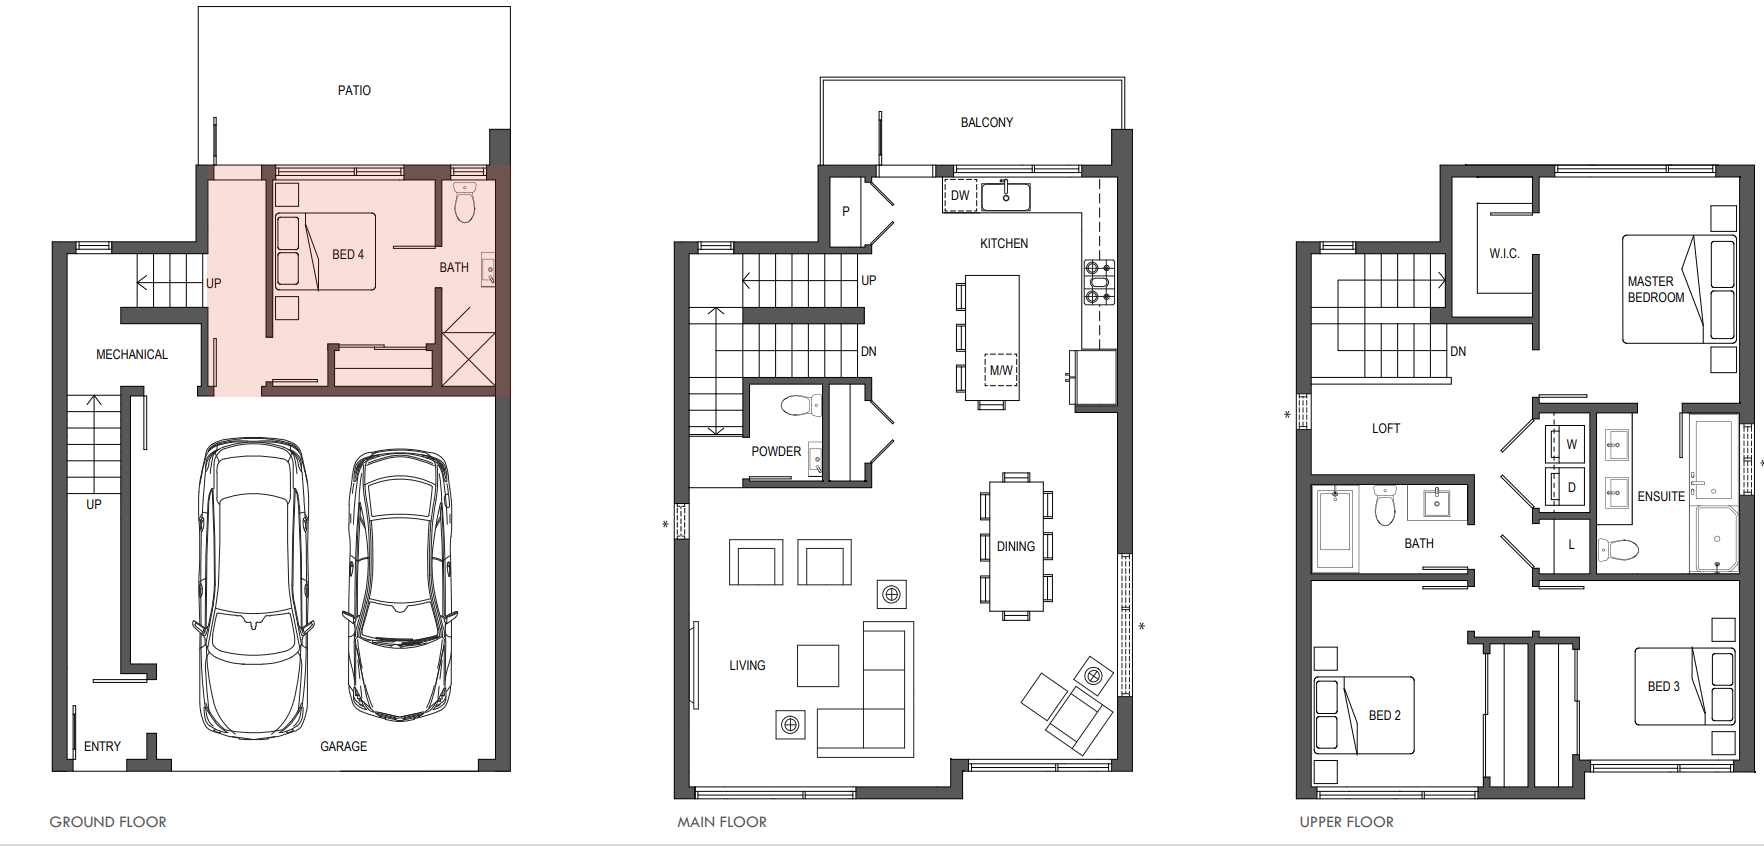 PATIO
BED 4
BATH
UP
MECHANICAL
UP
ENTRY
GARAGE
GROUND FLOOR
BALCONY
P
DW
KITCHEN
UP
DN
M/W
POWDER
*
DINING
*
LIVING
MAIN FLOOR
W.I.C.
MASTER
BEDROOM
DN
*
LOFT
W
*
D
ENSUITE
BATH
L
BED 3
BED 2
UPPER FLOOR